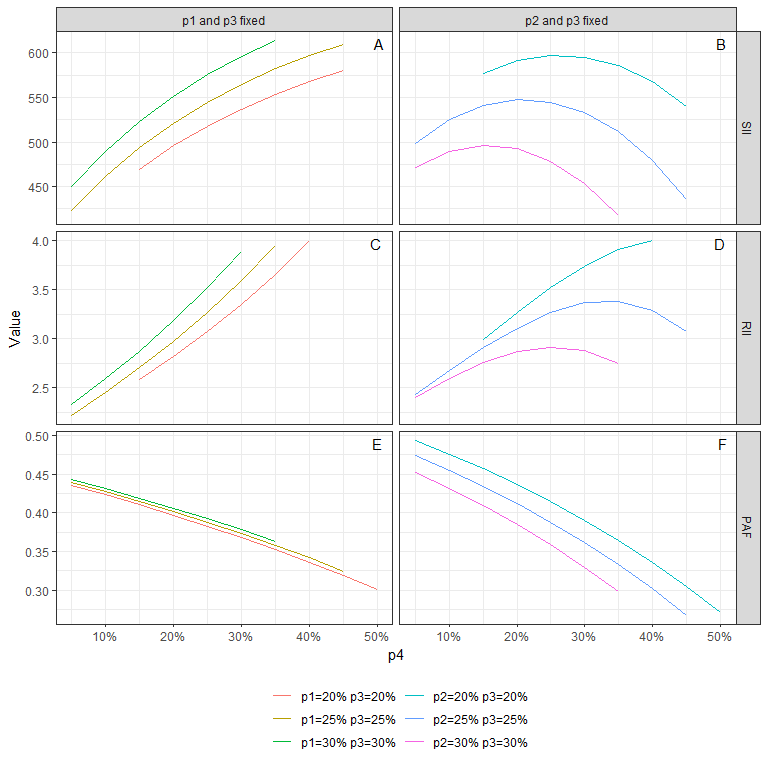 p1 and p3 fixed p2 and p3 fixed
A B
600
550
500
450
SII
C D
4.0
3.5
3.0
2.5
RII
Value
E F
0.50
0.45
0.40
0.35
0.30
PAF
10% 20% 30% 40% 50% 10% 20% 30% 40% 50%
p4
p1=20% p3=20% p2=20% p3=20%
p1=25% p3=25% p2=25% p3=25%
p1=30% p3=30% p2=30% p3=30%